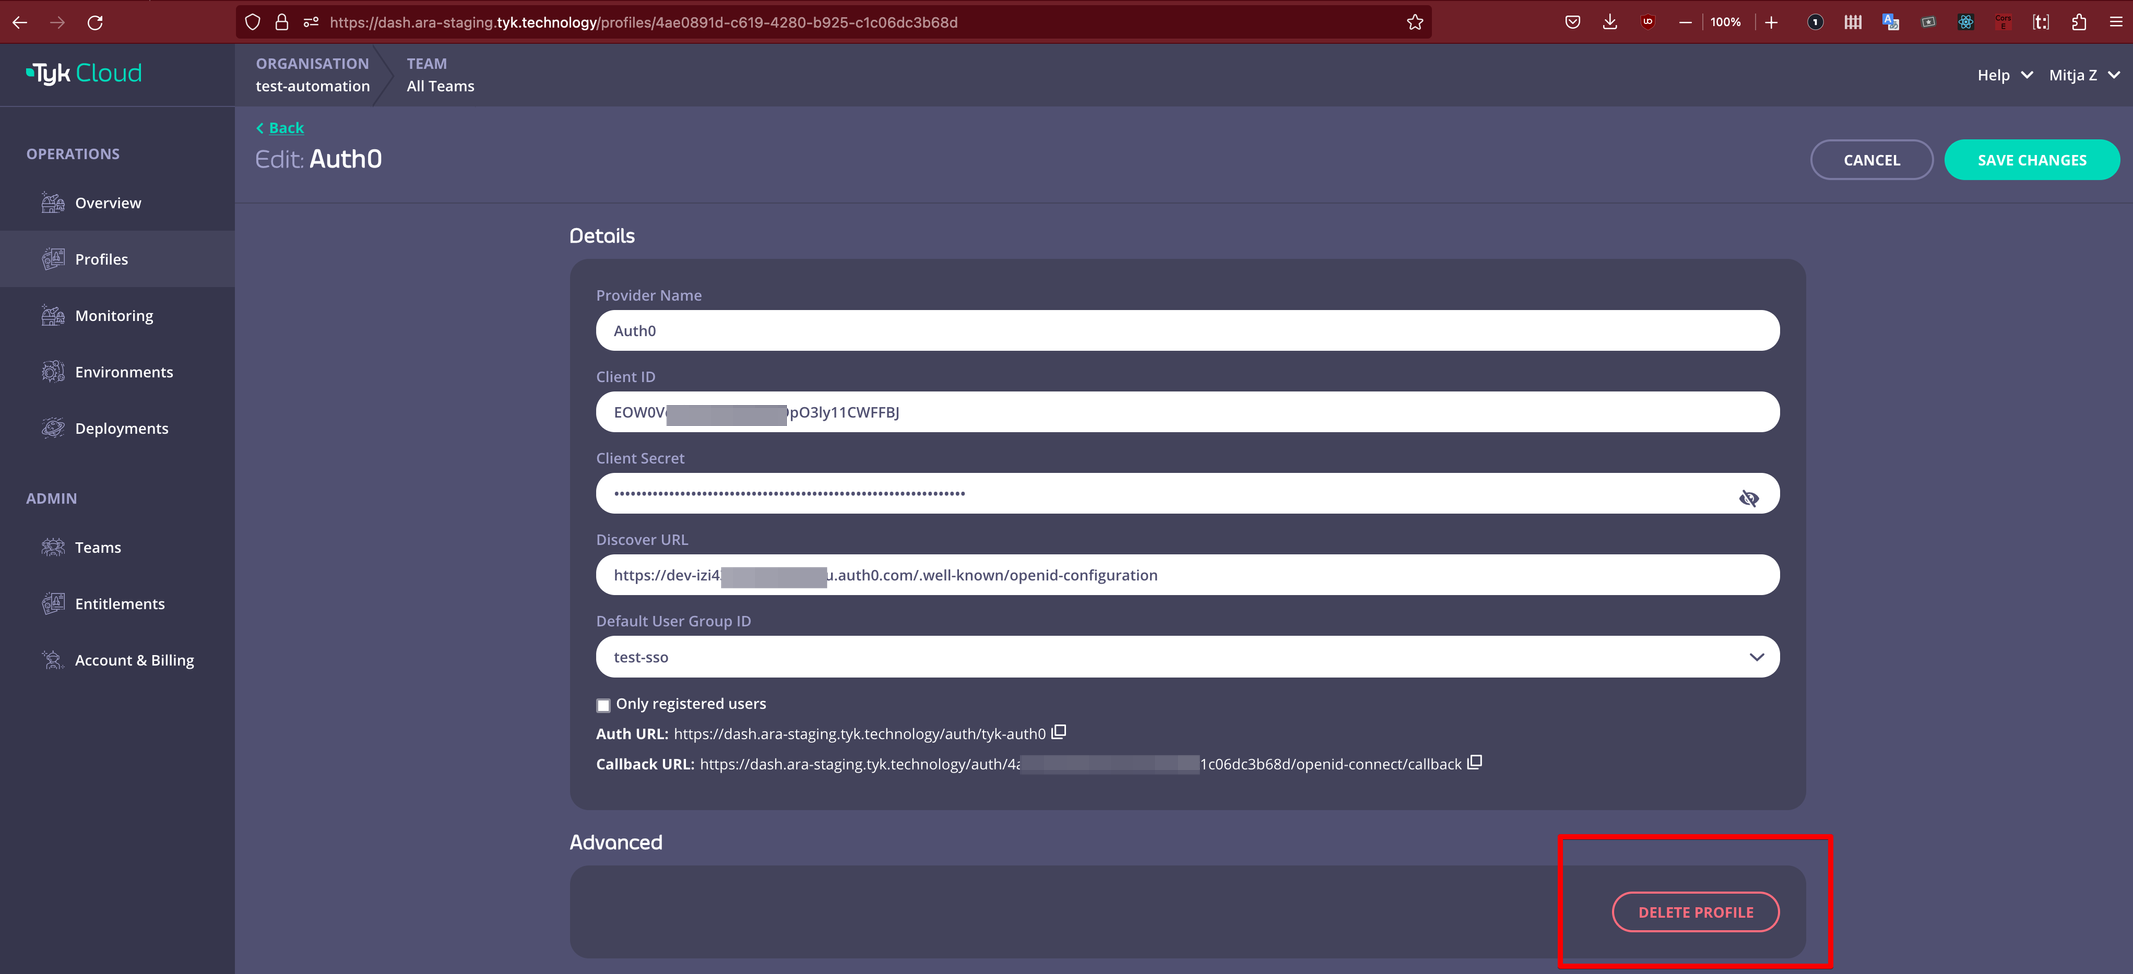 https://dash.ara-staging.tyk.technology/profiles/4ae0891d-c619-4280-b925-c1c06dc3b68d
100%
Tyk Cloud
ORGANISATION
test-automation
TEAM
All Teams
Help
Mitja Z
Back
Edit: Auth0
CANCEL
SAVE CHANGES
OPERATIONS
Overview
Profiles
Monitoring
Environments
Deployments
ADMIN
Teams
Entitlements
Account & Billing
Details
Provider Name
Auth0
Client ID
EOW0V pO3ly11CWFFBJ
Client Secret
Discover URL
https://dev-izi4 u.auth0.com/.well-known/openid-configuration
Default User Group ID
test-sso
Only registered users
Auth URL: https://dash.ara-staging.tyk.technology/auth/tyk-auth0
Callback URL: https://dash.ara-staging.tyk.technology/auth/4a 1c06dc3b68d/openid-connect/callback
Advanced
DELETE PROFILE